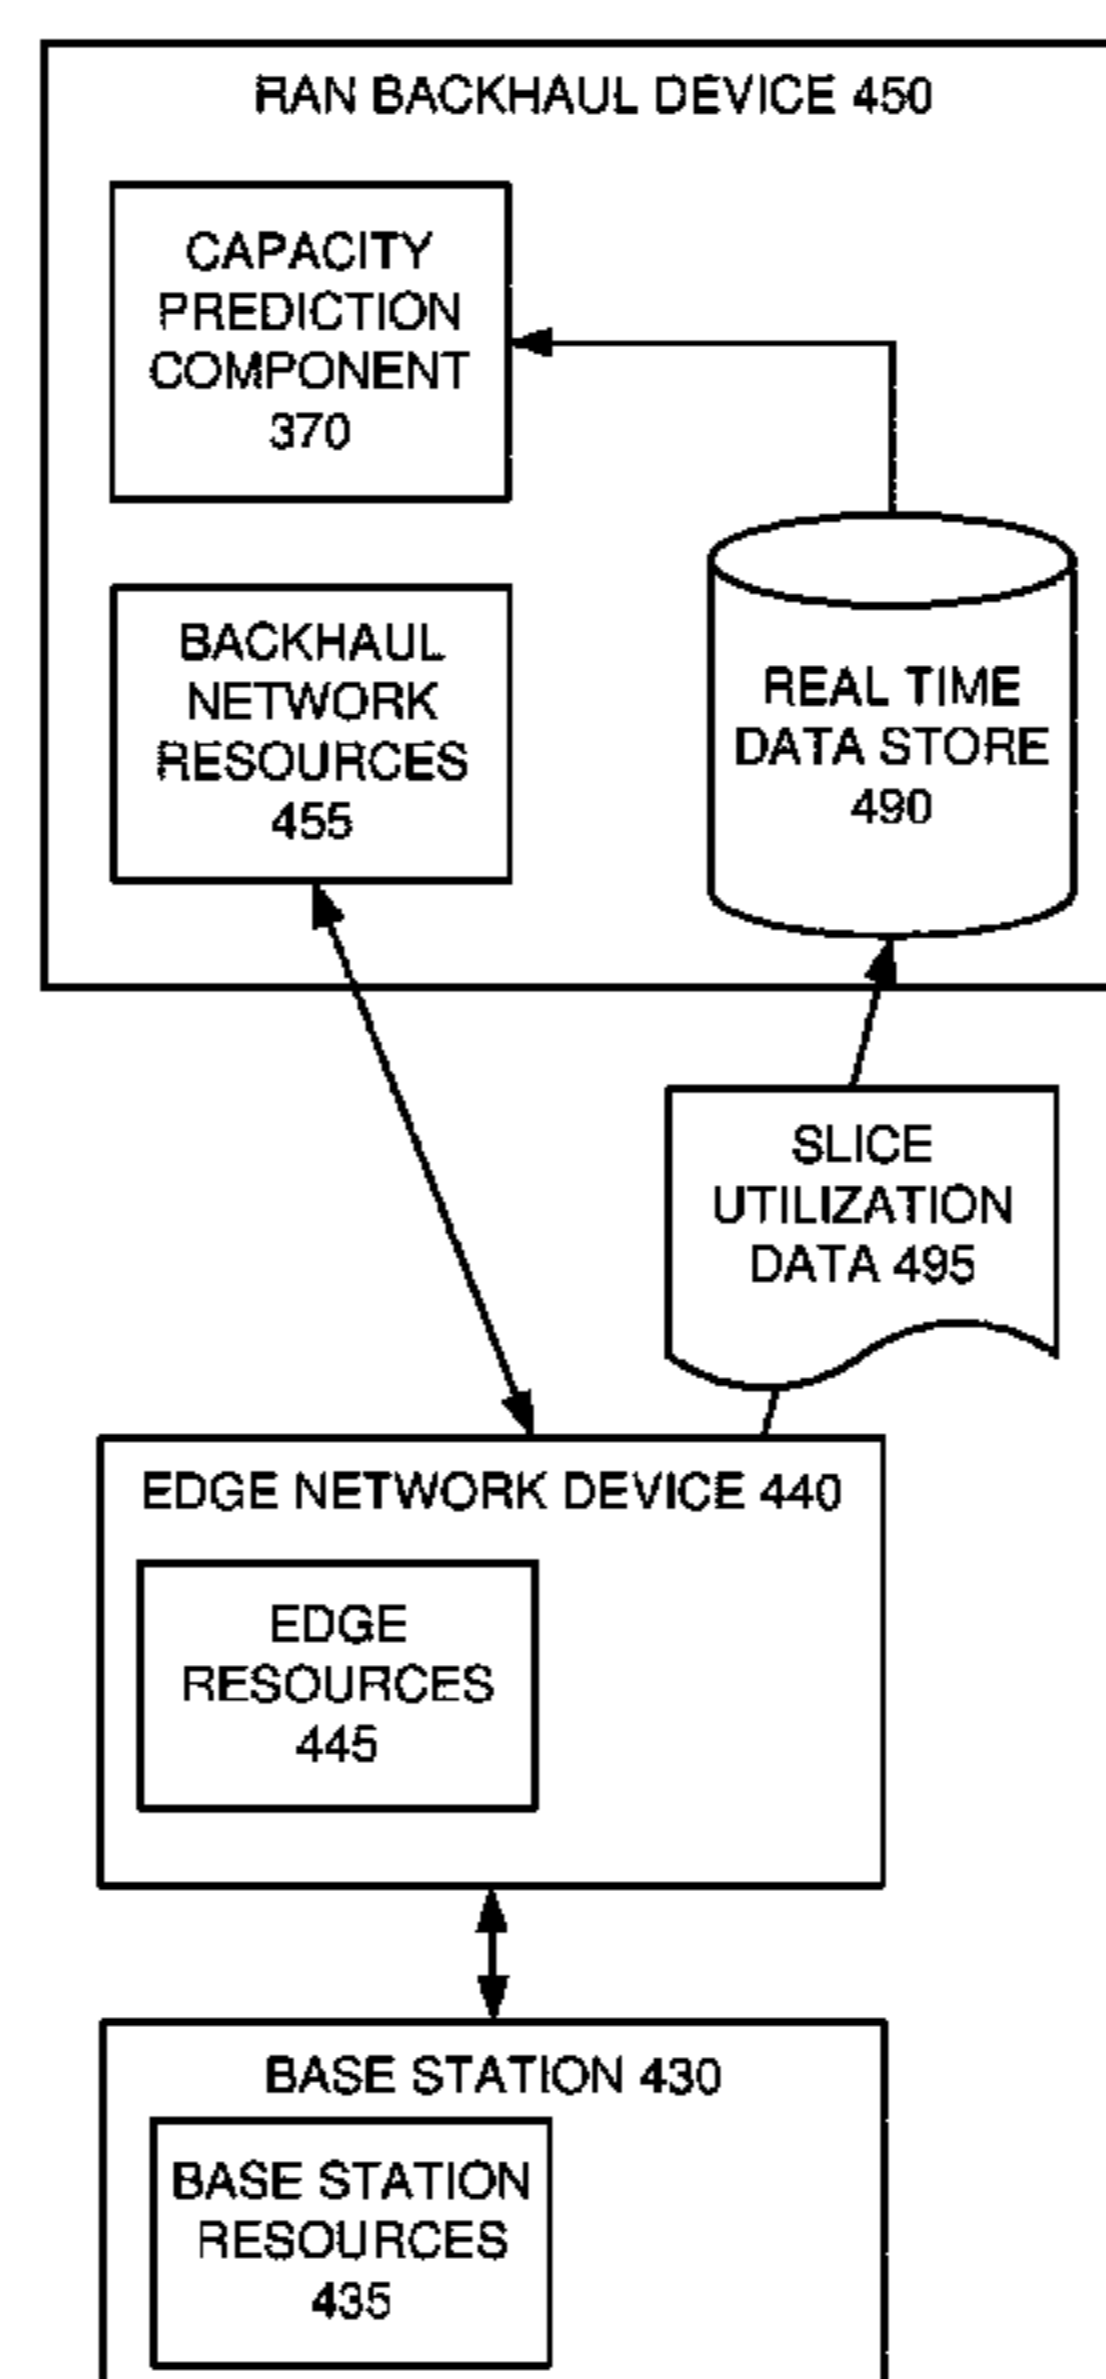 RAN BACKHAUL DEVICE 450
CAPACITY
PREDICTION
COMPONENT
370
BACKHAUL
NETWORK
RESOURCES
455
REAL TIME
DATA STORE
490
SLICE
UTILIZATION
DATA 495
EDGE NETWORK DEVICE 440
EDGE
RESOURCES
445
BASE STATION 430
BASE STATION
RESOURCES
435